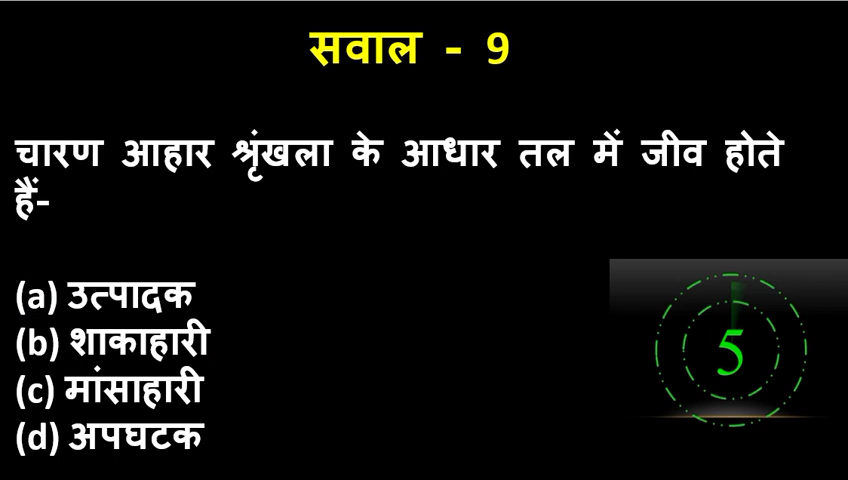 सवाल - 9
चारण आहार श्रृंखला के आधार तल में जीव होते
हैं-
(a) उत्पादक
(b) शाकाहारी
(c) मांसाहारी
(d) अपघटक
5